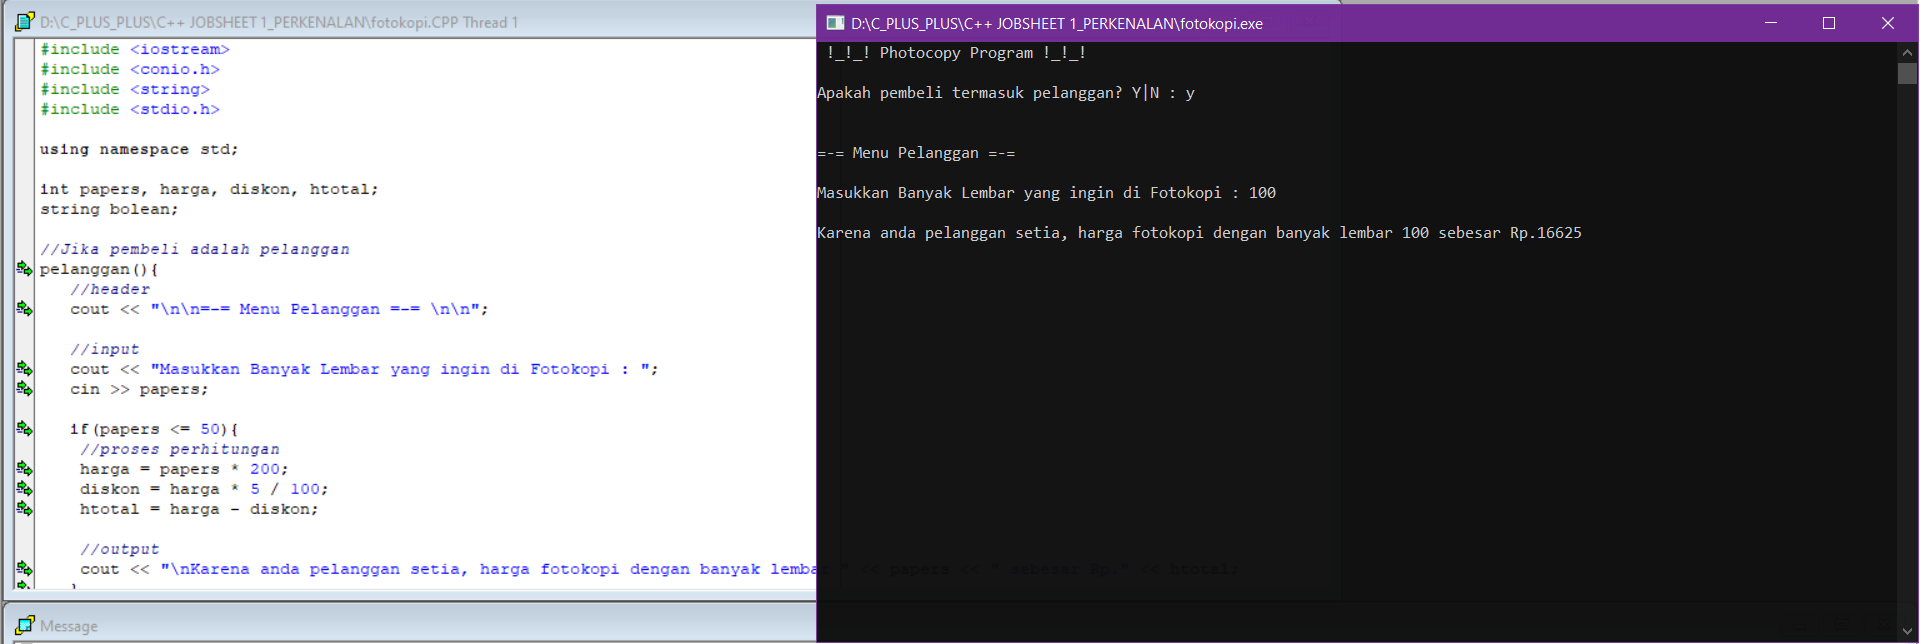 D:\C_PLUS_PLUS\C++ JOBSHEET 1_PERKENALAN\fotokopi.CPP Thread 1
#include <iostream>
#include <conio.h>
#include <string>
#include <stdio.h>
using namespace std;
int papers, harga, diskon, htotal;
string bolean;
//Jika pembeli adalah pelanggan
pelanggan(){
//header
cout << "\n\n=-= Menu Pelanggan =-= \n\n";
//input
cout << "Masukkan Banyak Lembar yang ingin di Fotokopi : ";
cin >> papers;
if(papers <= 50){
//proses perhitungan
harga = papers * 200;
diskon = harga * 5 / 100;
htotal = harga - diskon;
//output
cout << "\nKarena anda pelanggan setia, harga fotokopi dengan banyak lembar " << papers << " sebesar Rp." << htotal;
Message
D:\C_PLUS_PLUS\C++ JOBSHEET 1_PERKENALAN\fotokopi.exe
!_!_! Photocopy Program !_!_!
Apakah pembeli termasuk pelanggan? Y|N : y
=-= Menu Pelanggan =-=
Masukkan Banyak Lembar yang ingin di Fotokopi : 100
Karena anda pelanggan setia, harga fotokopi dengan banyak lembar 100 sebesar Rp.16625